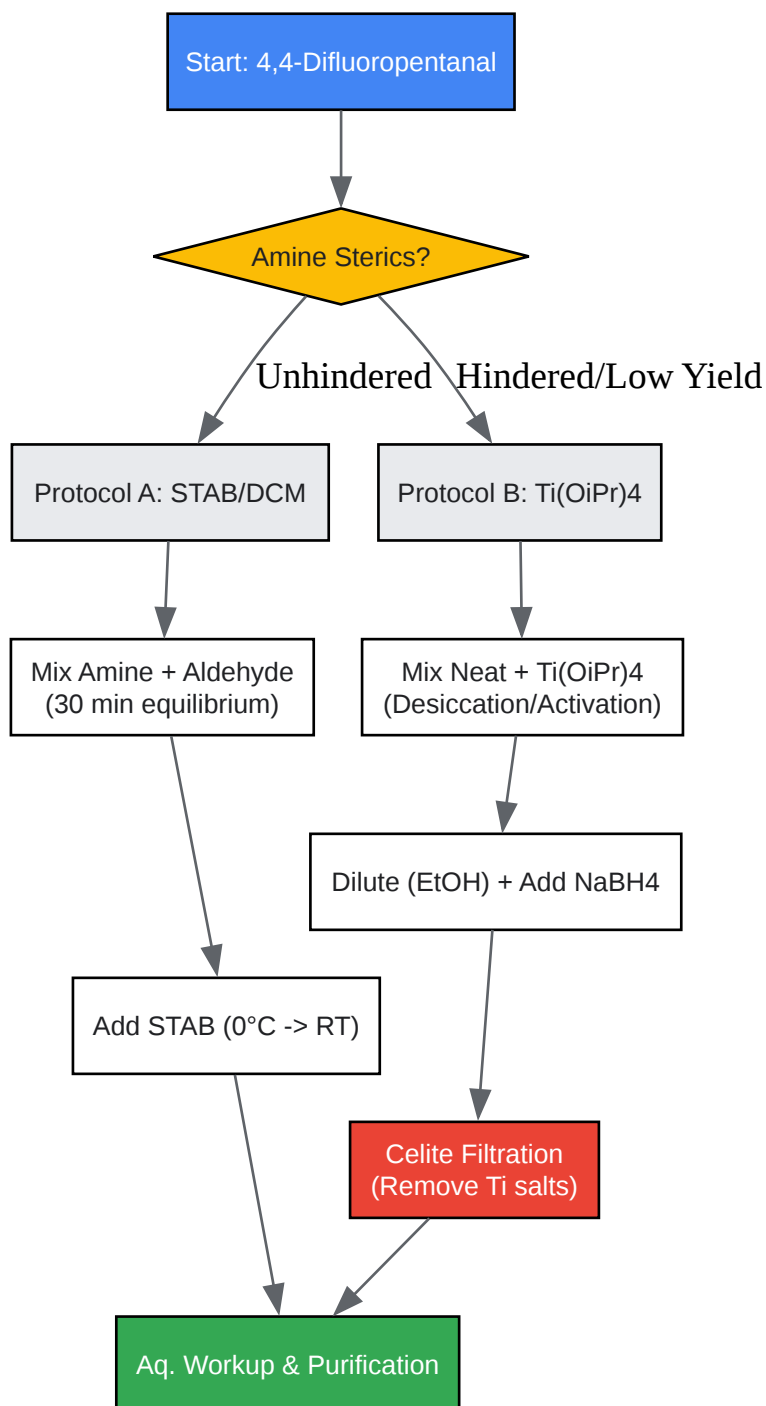 Start: 4,4-Difluoropentanal
Amine Sterics?
Unhindered
Hindered/Low Yield
Protocol A: STAB/DCM
Protocol B: Ti(OiPr)4
Mix Amine + Aldehyde
(30 min equilibrium)
Mix Neat + Ti(OiPr)4
(Desiccation/Activation)
Dilute (EtOH) + Add NaBH4
Add STAB (0°C -> RT)
Celite Filtration
(Remove Ti salts)
Aq. Workup & Purification